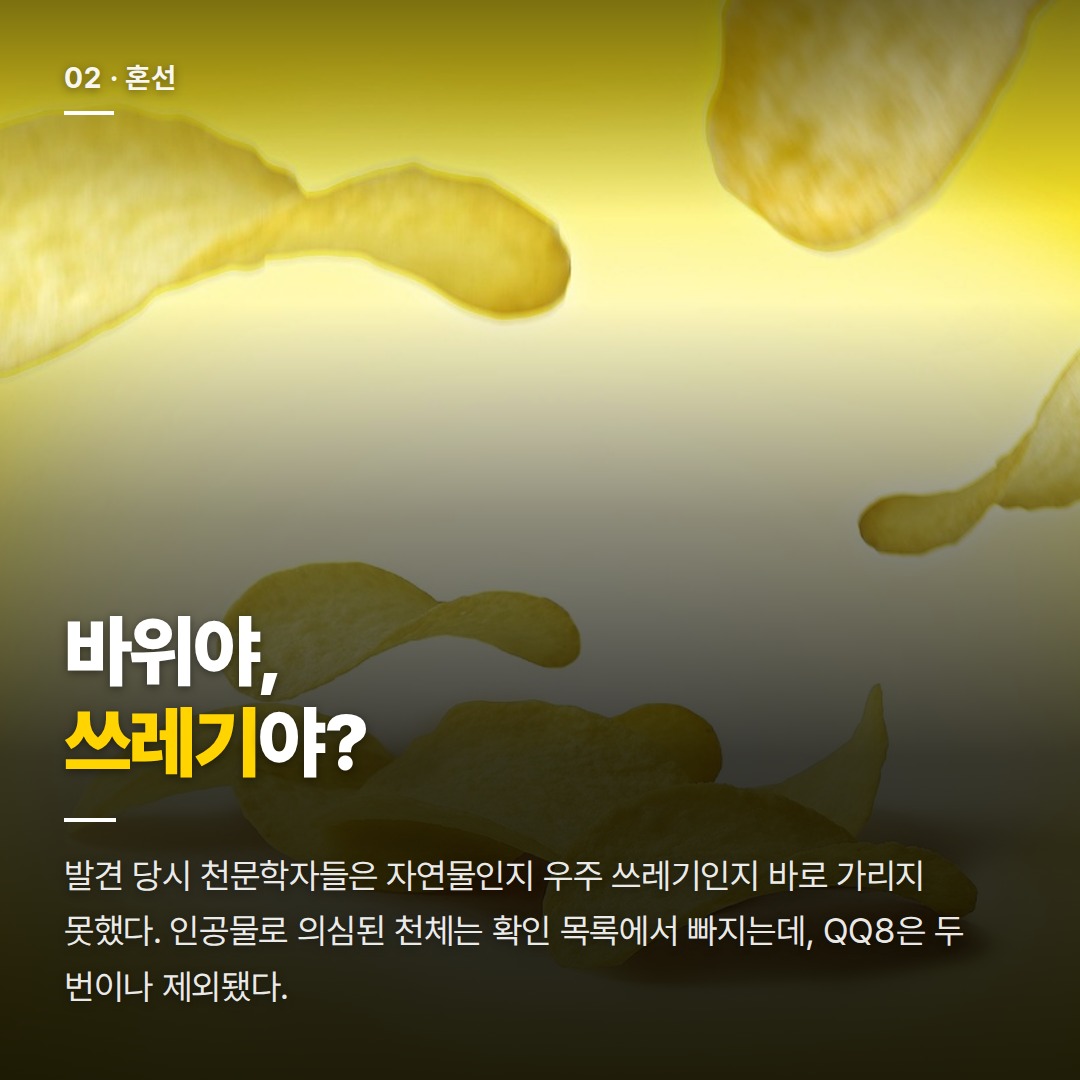 02 · 혼선
바위야,
쓰레기야?
발견 당시 천문학자들은 자연물인지 우주 쓰레기인지 바로 가리지
못했다. 인공물로 의심된 천체는 확인 목록에서 빠지는데, QQ8은 두
번이나 제외됐다.